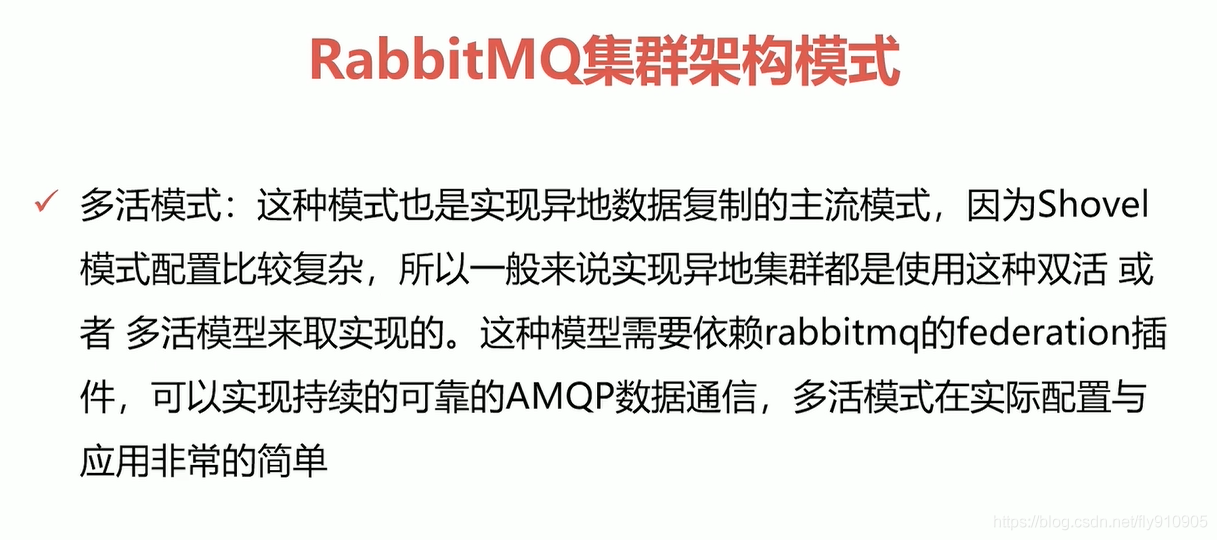 RabbitMQ集群架构模式
✓ 多活模式：这种模式也是实现异地数据复制的主流模式，因为Shovel
模式配置比较复杂，所以一般来说实现异地集群都是使用这种双活 或
者 多活模型来取实现的。这种模型需要依赖rabbitmq的federation插
件，可以实现持续的可靠的AMQP数据通信，多活模式在实际配置与
应用非常的简单
https://blog.csdn.net/fly910905